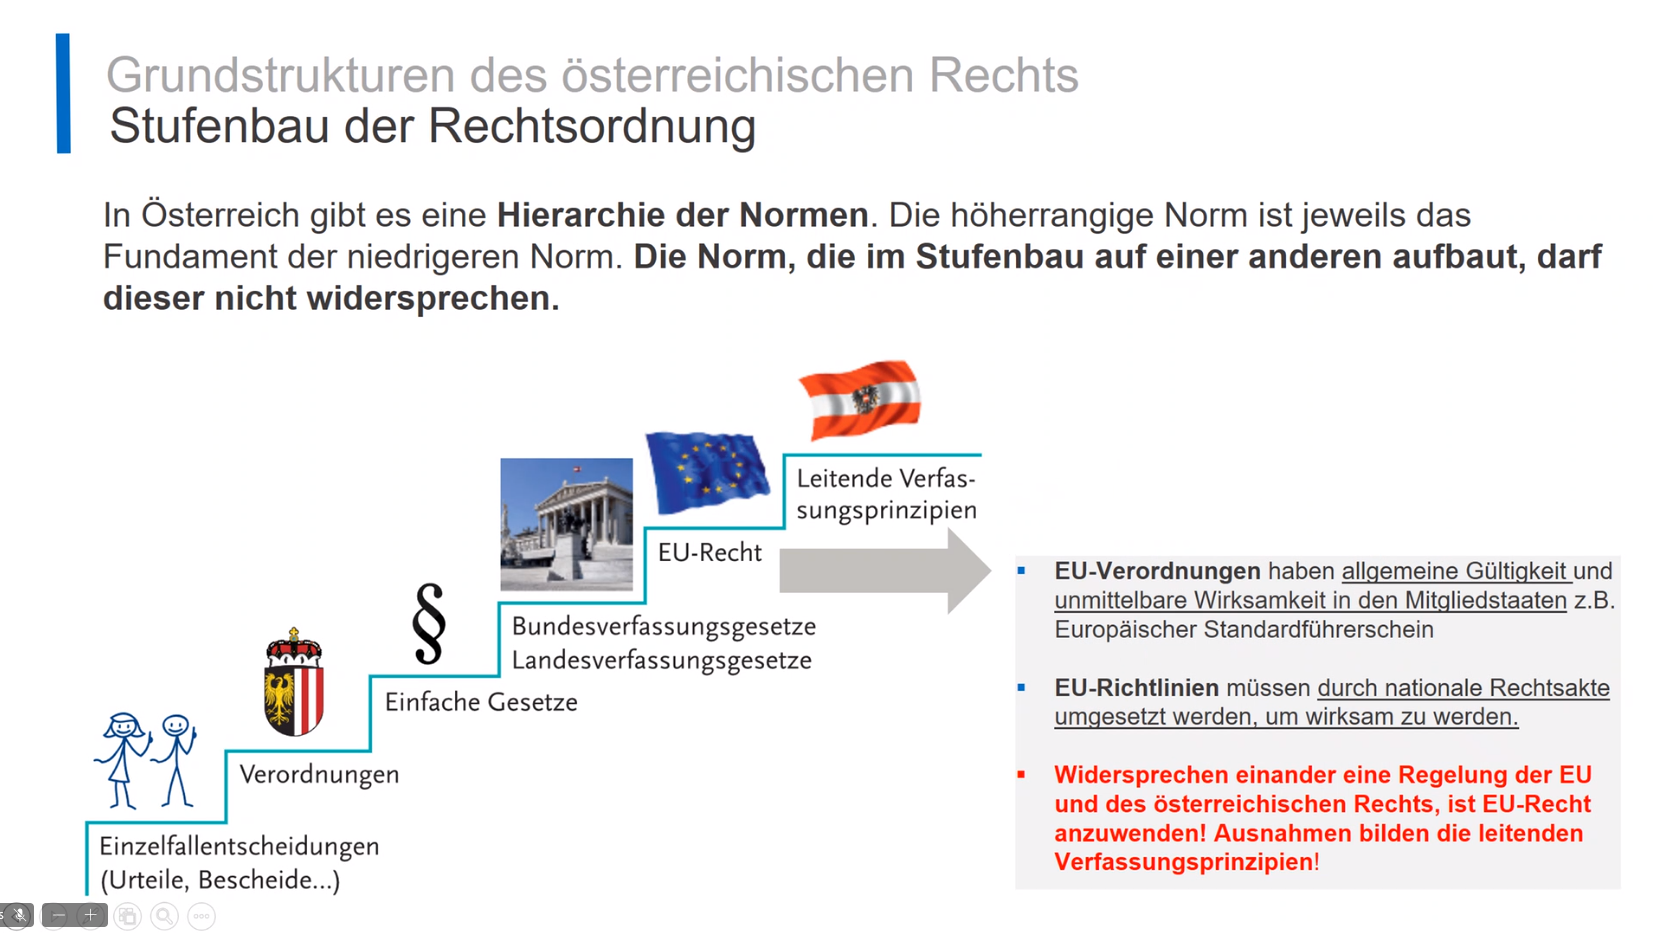 Grundstrukturen des österreichischen Rechts
Stufenbau der Rechtsordnung
In Österreich gibt es eine Hierarchie der Normen. Die höherrangige Norm ist jeweils das
Fundament der niedrigeren Norm. Die Norm, die im Stufenbau auf einer anderen aufbaut, darf
dieser nicht widersprechen.
Leitende Verfas-
sungsprinzipien
EU-Recht
Bundesverfassungsgesetze
Landesverfassungsgesetze
§
Einfache Gesetze
Verordnungen
Einzelfallentscheidungen
(Urteile, Bescheide...)
▪ EU-Verordnungen haben allgemeine Gültigkeit und
unmittelbare Wirksamkeit in den Mitgliedstaaten z.B.
Europäischer Standardführerschein
▪ EU-Richtlinien müssen durch nationale Rechtsakte
umgesetzt werden, um wirksam zu werden.
▪ Widersprechen einander eine Regelung der EU
und des österreichischen Rechts, ist EU-Recht
anzuwenden! Ausnahmen bilden die leitenden
Verfassungsprinzipien!